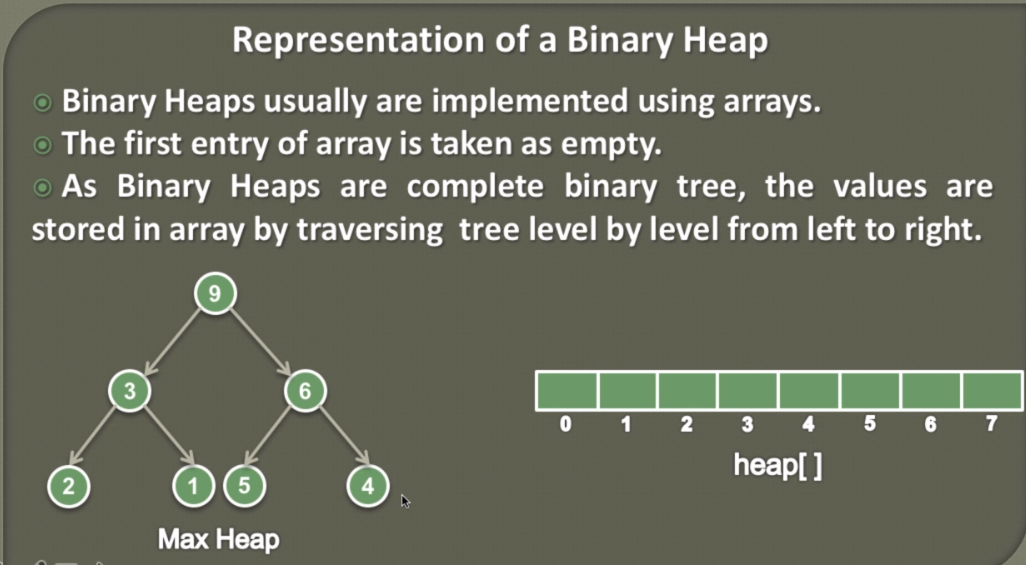 Representation of a Binary Heap
Binary Heaps usually are implemented using arrays.
The first entry of array is taken as empty.
As Binary Heaps are complete binary tree, the values are
stored in array by traversing tree level by level from left to right.
9
3 6
2 1 5 4
Max Heap
0 1 2 3 4 5 6 7
heap[ ]